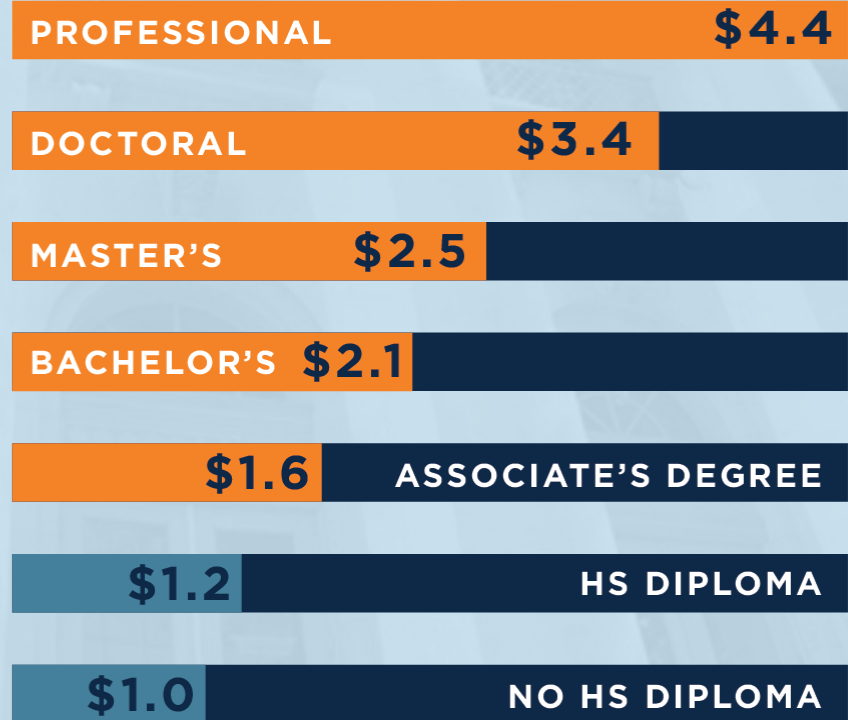 PROFESSIONAL $4.4
DOCTORAL $3.4
MASTER’S $2.5
BACHELOR’S $2.1
$1.6 ASSOCIATE’S DEGREE
$1.2 HS DIPLOMA
$1.0 NO HS DIPLOMA